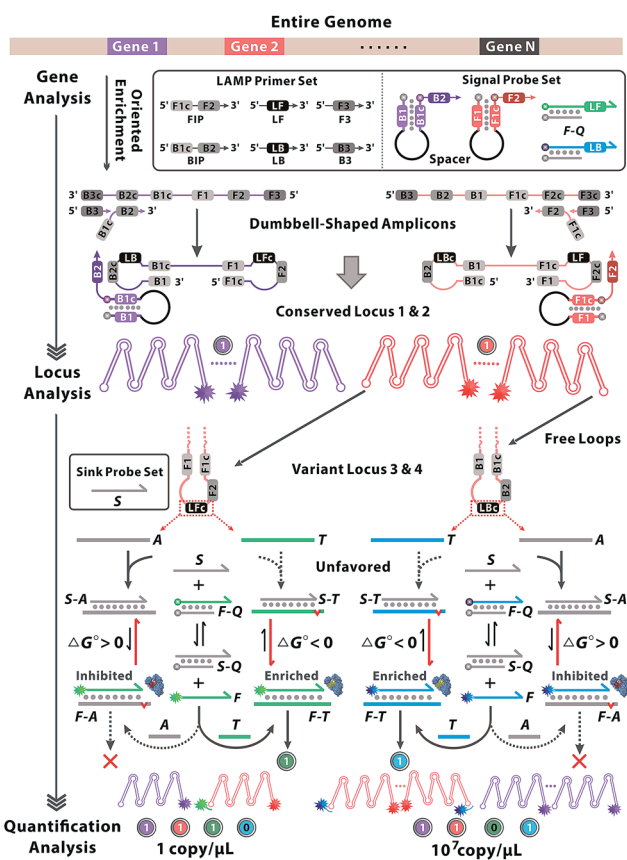 Entire Genome
Gene 1
Gene 2
......
Gene N
Gene
Analysis
Oriented
Enrichment
LAMP Primer Set
5' F1c F2 3'
FIP
5' LF 3'
LF
5' F3 3'
F3
5' B1c B2 3'
BIP
5' LB 3'
LB
5' B3 3'
B3
Signal Probe Set
B2
B1
B1c
F2
F1
F1c
Spacer
LF
F-Q
LB
3' B3c B2c B1c F1 F2 F3 5'
5' B3 B2 3'
B1c
5' B3 B2 B1 F1c F2c F3c 3'
3' F2 F3 5'
F1c
Dumbbell-Shaped Amplicons
B2
B2c
LB
B1c
F1
LFc
F2
B1 3'
5' F1c
B1c
B1
B2
LBc
B1
F1c
LF
F2c
F2
B1c 5'
3' F1
F1c
F1
Conserved Locus 1 & 2
1
1
Locus
Analysis
Free Loops
Variant Locus 3 & 4
Sink Probe Set
S
F1
F1c
F2
LFc
B1
B1c
B2
LBc
A
T
T
A
Unfavored
S
+
F-Q
S-Q
+
F
S-A
S-T
△G°>0
△G°<0
Inhibited
Enriched
F-A
F-T
A
T
1
S
+
F-Q
S-Q
+
F
S-T
S-A
△G°<0
△G°>0
Enriched
Inhibited
F-T
F-A
T
A
1
Quantification
Analysis
1 1 1 0
1 copy/μL
1 1 0 1
10⁷copy/μL